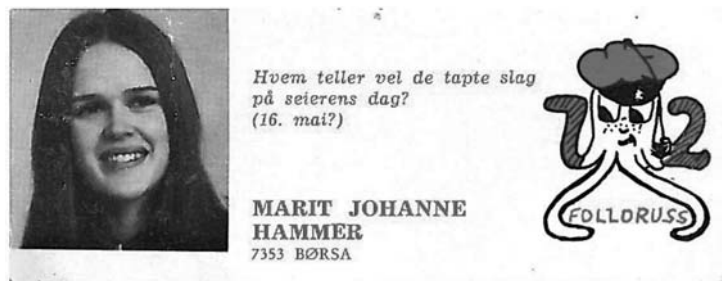 Hvem teller vel de tapte slag
på seierens dag?
(16. mai?)
MARIT JOHANNE
HAMMER
7353 BØRSA
72
FOLLORUSS